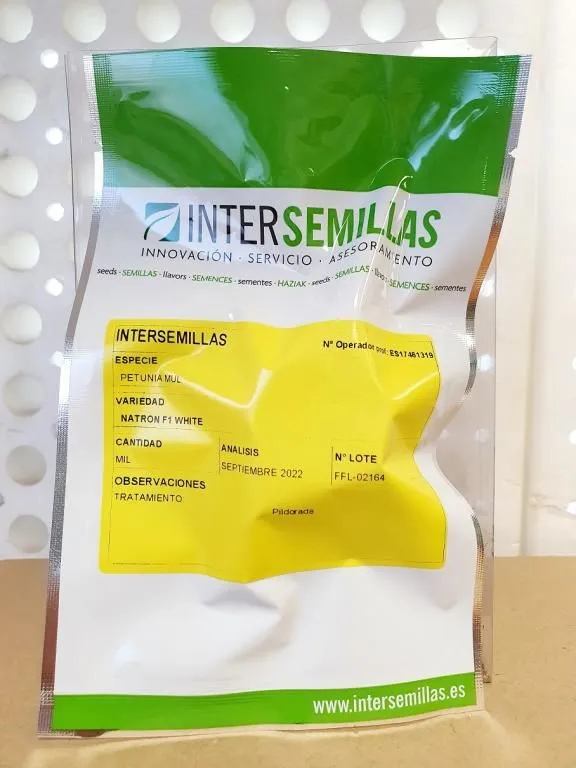 INTERSEMILLAS
INNOVACIÓN · SERVICIO · ASESORAMIENTO
seeds · SEMILLAS · llavors · SEMENCES · sementes · HAZIAK · seeds · SEMILLAS · llavors · SEMENCES · sementes
INTERSEMILLAS
Nº Operador prof.: ES17461319
ESPECIE
PETUNIA MUL
VARIEDAD
NATRON F1 WHITE
CANTIDAD
MIL
ANALISIS
SEPTIEMBRE 2022
Nº LOTE
FFL-02164
OBSERVACIONES
TRATAMIENTO:
Pildorada
www.intersemillas.es